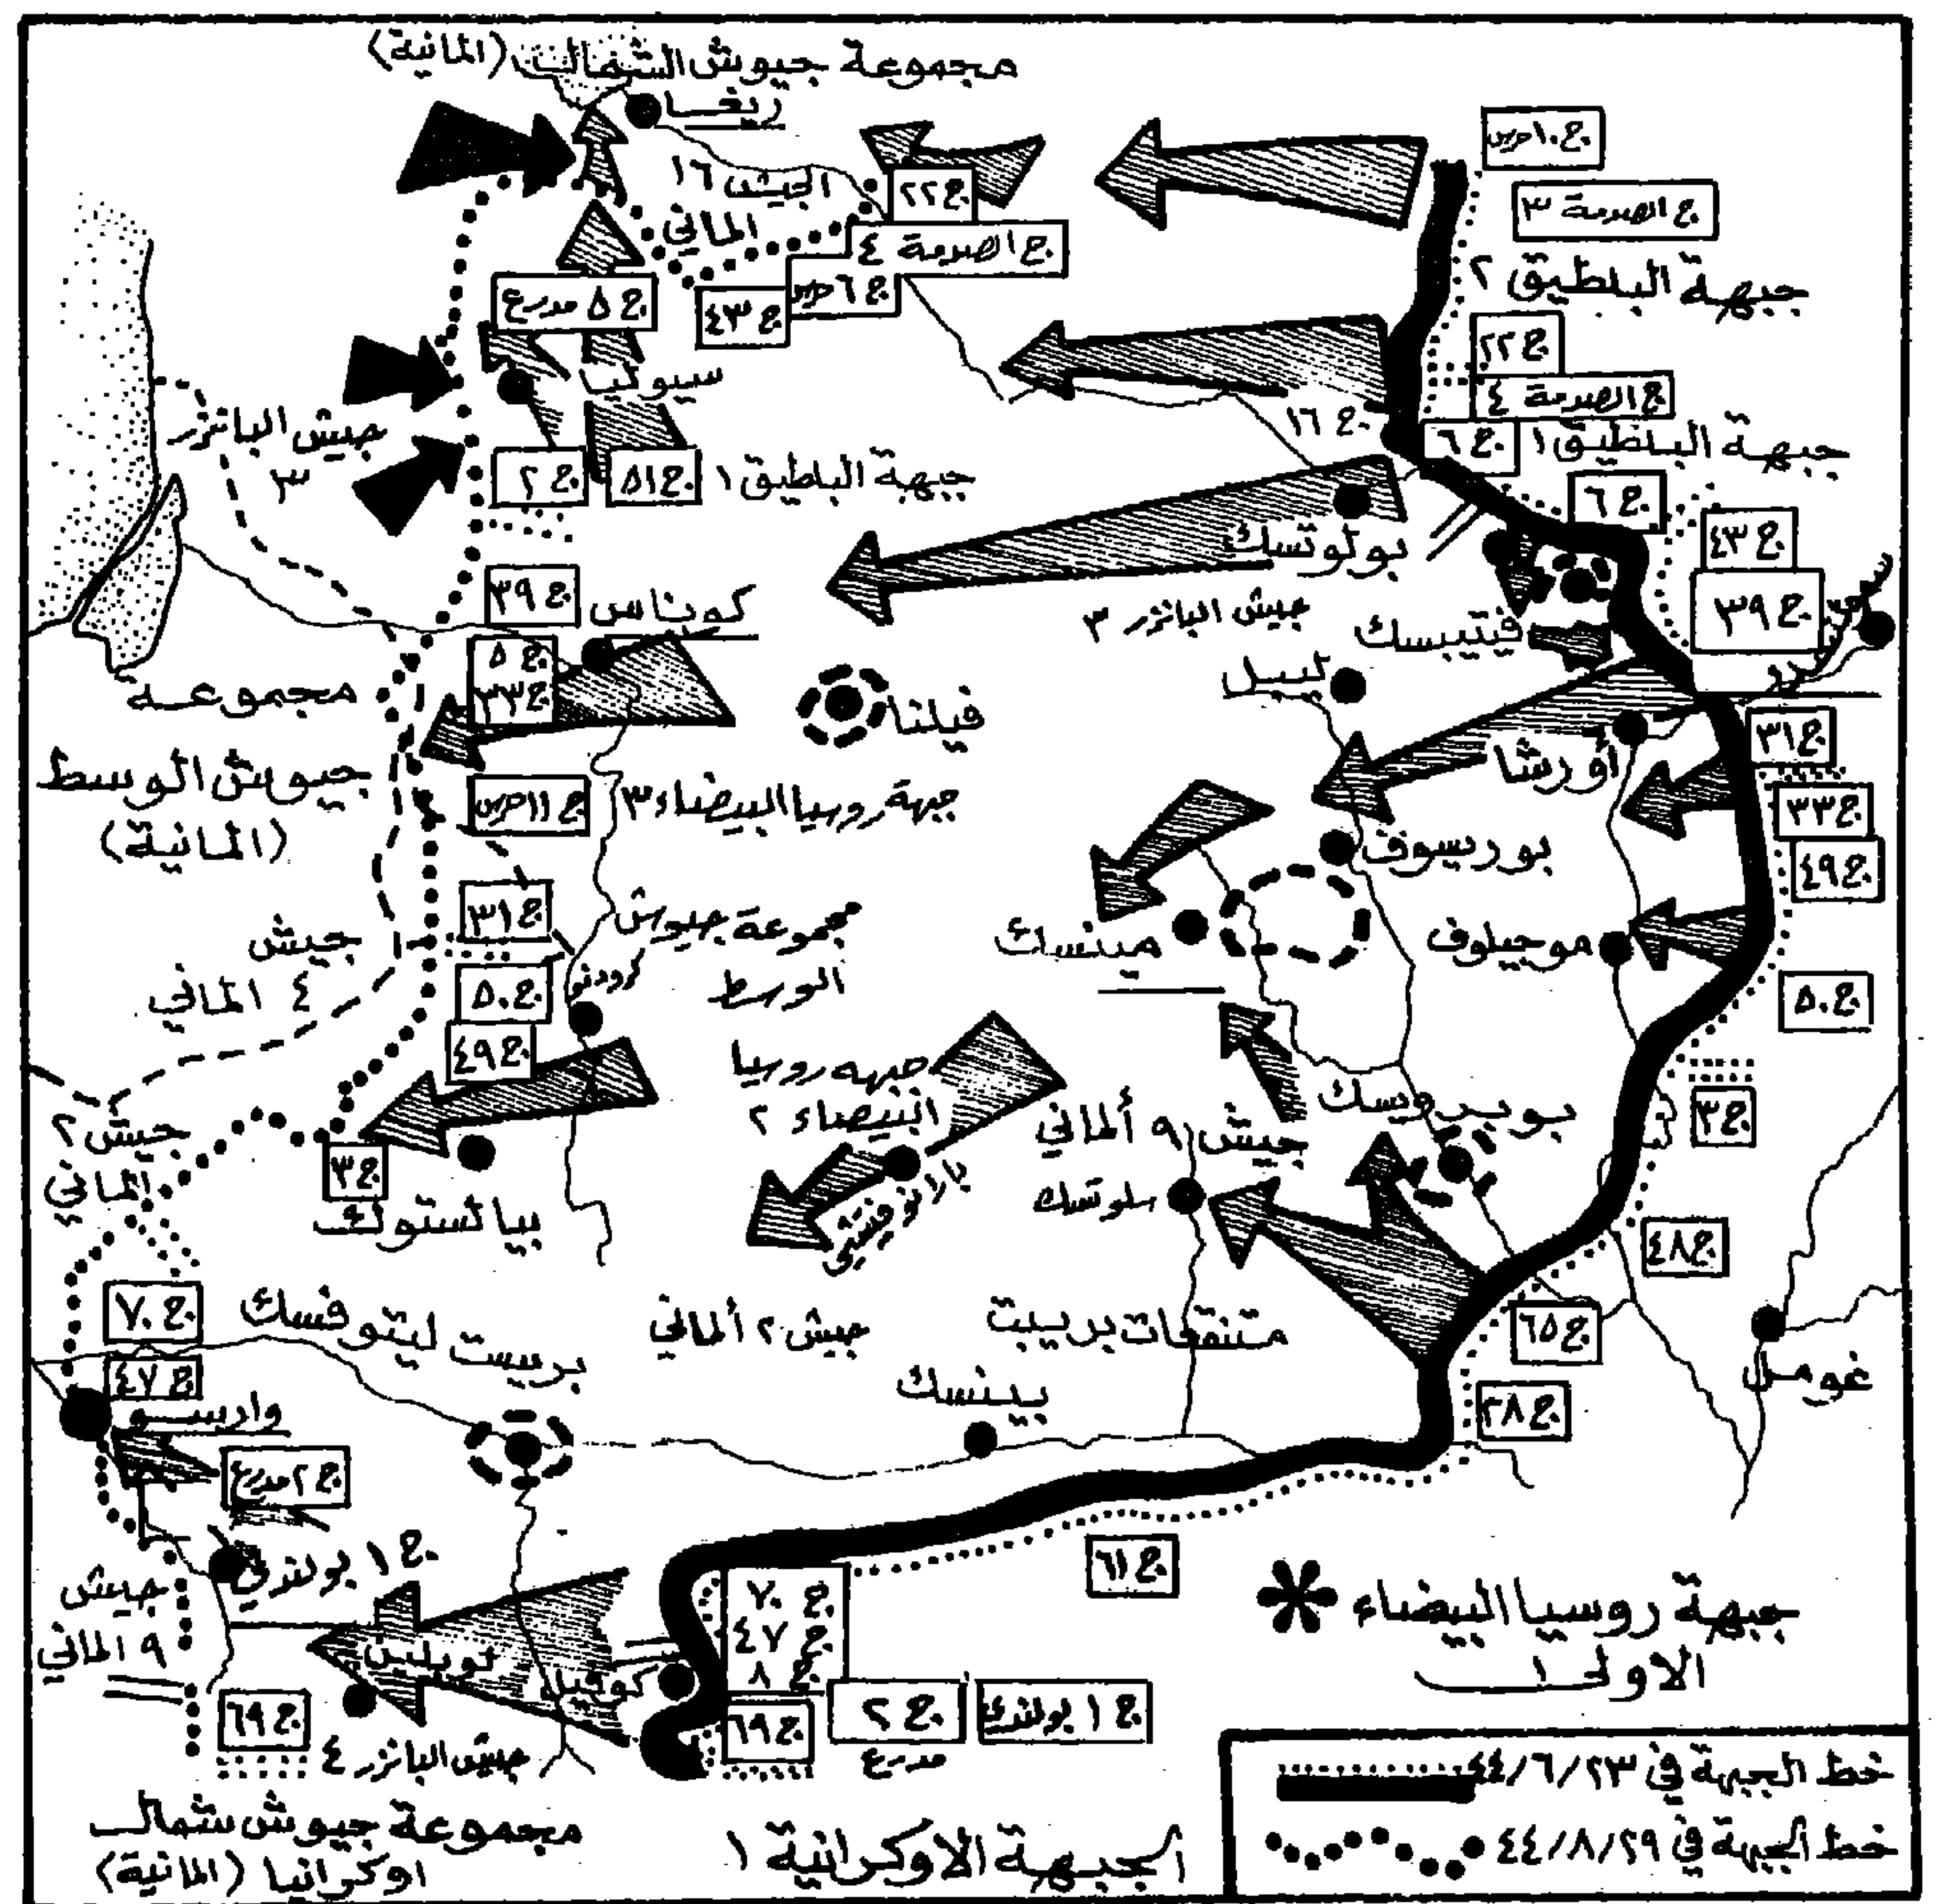 مجموعة جيوش الشمال (المانية)
ريغا
ج ١٠ حرس
ج الصدمة ٣
جبهة البلطيق ٢
الجيش ١٦
الماني
ج ٢٢
ج الصدمة ٤
ج ٦ حرس
ج ٤٣
ج ٥ مدرع
ج ٢٢
ج الصدمة ٤
ج ١٦
ج ٦
جبهة البلطيق ١
ج ٦
سيوليا
جيش البانزر
٣
ج ٢
ج ٥١
جبهة البلطيق ١
بولوتسك
ج ٤٣
ج ٣٩
ج ٣٩
كوناس
جيش البانزر ٣
فيتيبسك
ج ٥
ج ٣٣
لبيل
فيلنا
مجموعة
جيوش الوسط
(المانية)
أورشا
ج ٣١
ج ١١ حرس
جبهة روسيا البيضاء ٣
ج ٣٣
بوريسوف
ج ٤٩
ج ٣١
مجموعة جيوش
الوسط
مينسك
موجيلوف
جيش
٤ الماني
ج ٥٠
كرودنو
ج ٥٠
ج ٤٩
جبهه روسيا
البيضاء ٢
جيش ٩ ألماني
بوبرويسك
ج ٣
جيش ٢
الماني
ج ٣
بيالستوك
بالانوفتشي
سلوتسك
ج ٤٨
ج ٧٠
بريست ليتوفسك
جيش ٢ ألماني
متنقعات بريبت
ج ٦٥
غومل
ج ٤٧
وارسو
بينسك
ج ٢٨
ج ٢ مدرع
ج ١ بولندي
ج ٦١
جيش
٩ الماني
لوبلين
كوفيل
ج ٧٠
ج ٤٧
ج ٨
جبهة روسيا البيضاء
الاولى ١
ج ٦٩
جيش البانزر ٤
ج ٦٩
ج ٢
مدرع
ج ١ بولندي
مجموعة جيوش شمال
اوكرانيا (المانية)
الجبهة الاوكرانية ١
خط الجبهة في ٤٤/٦/٢٣
خط الجبهة في ٤٤/٨/٢٩